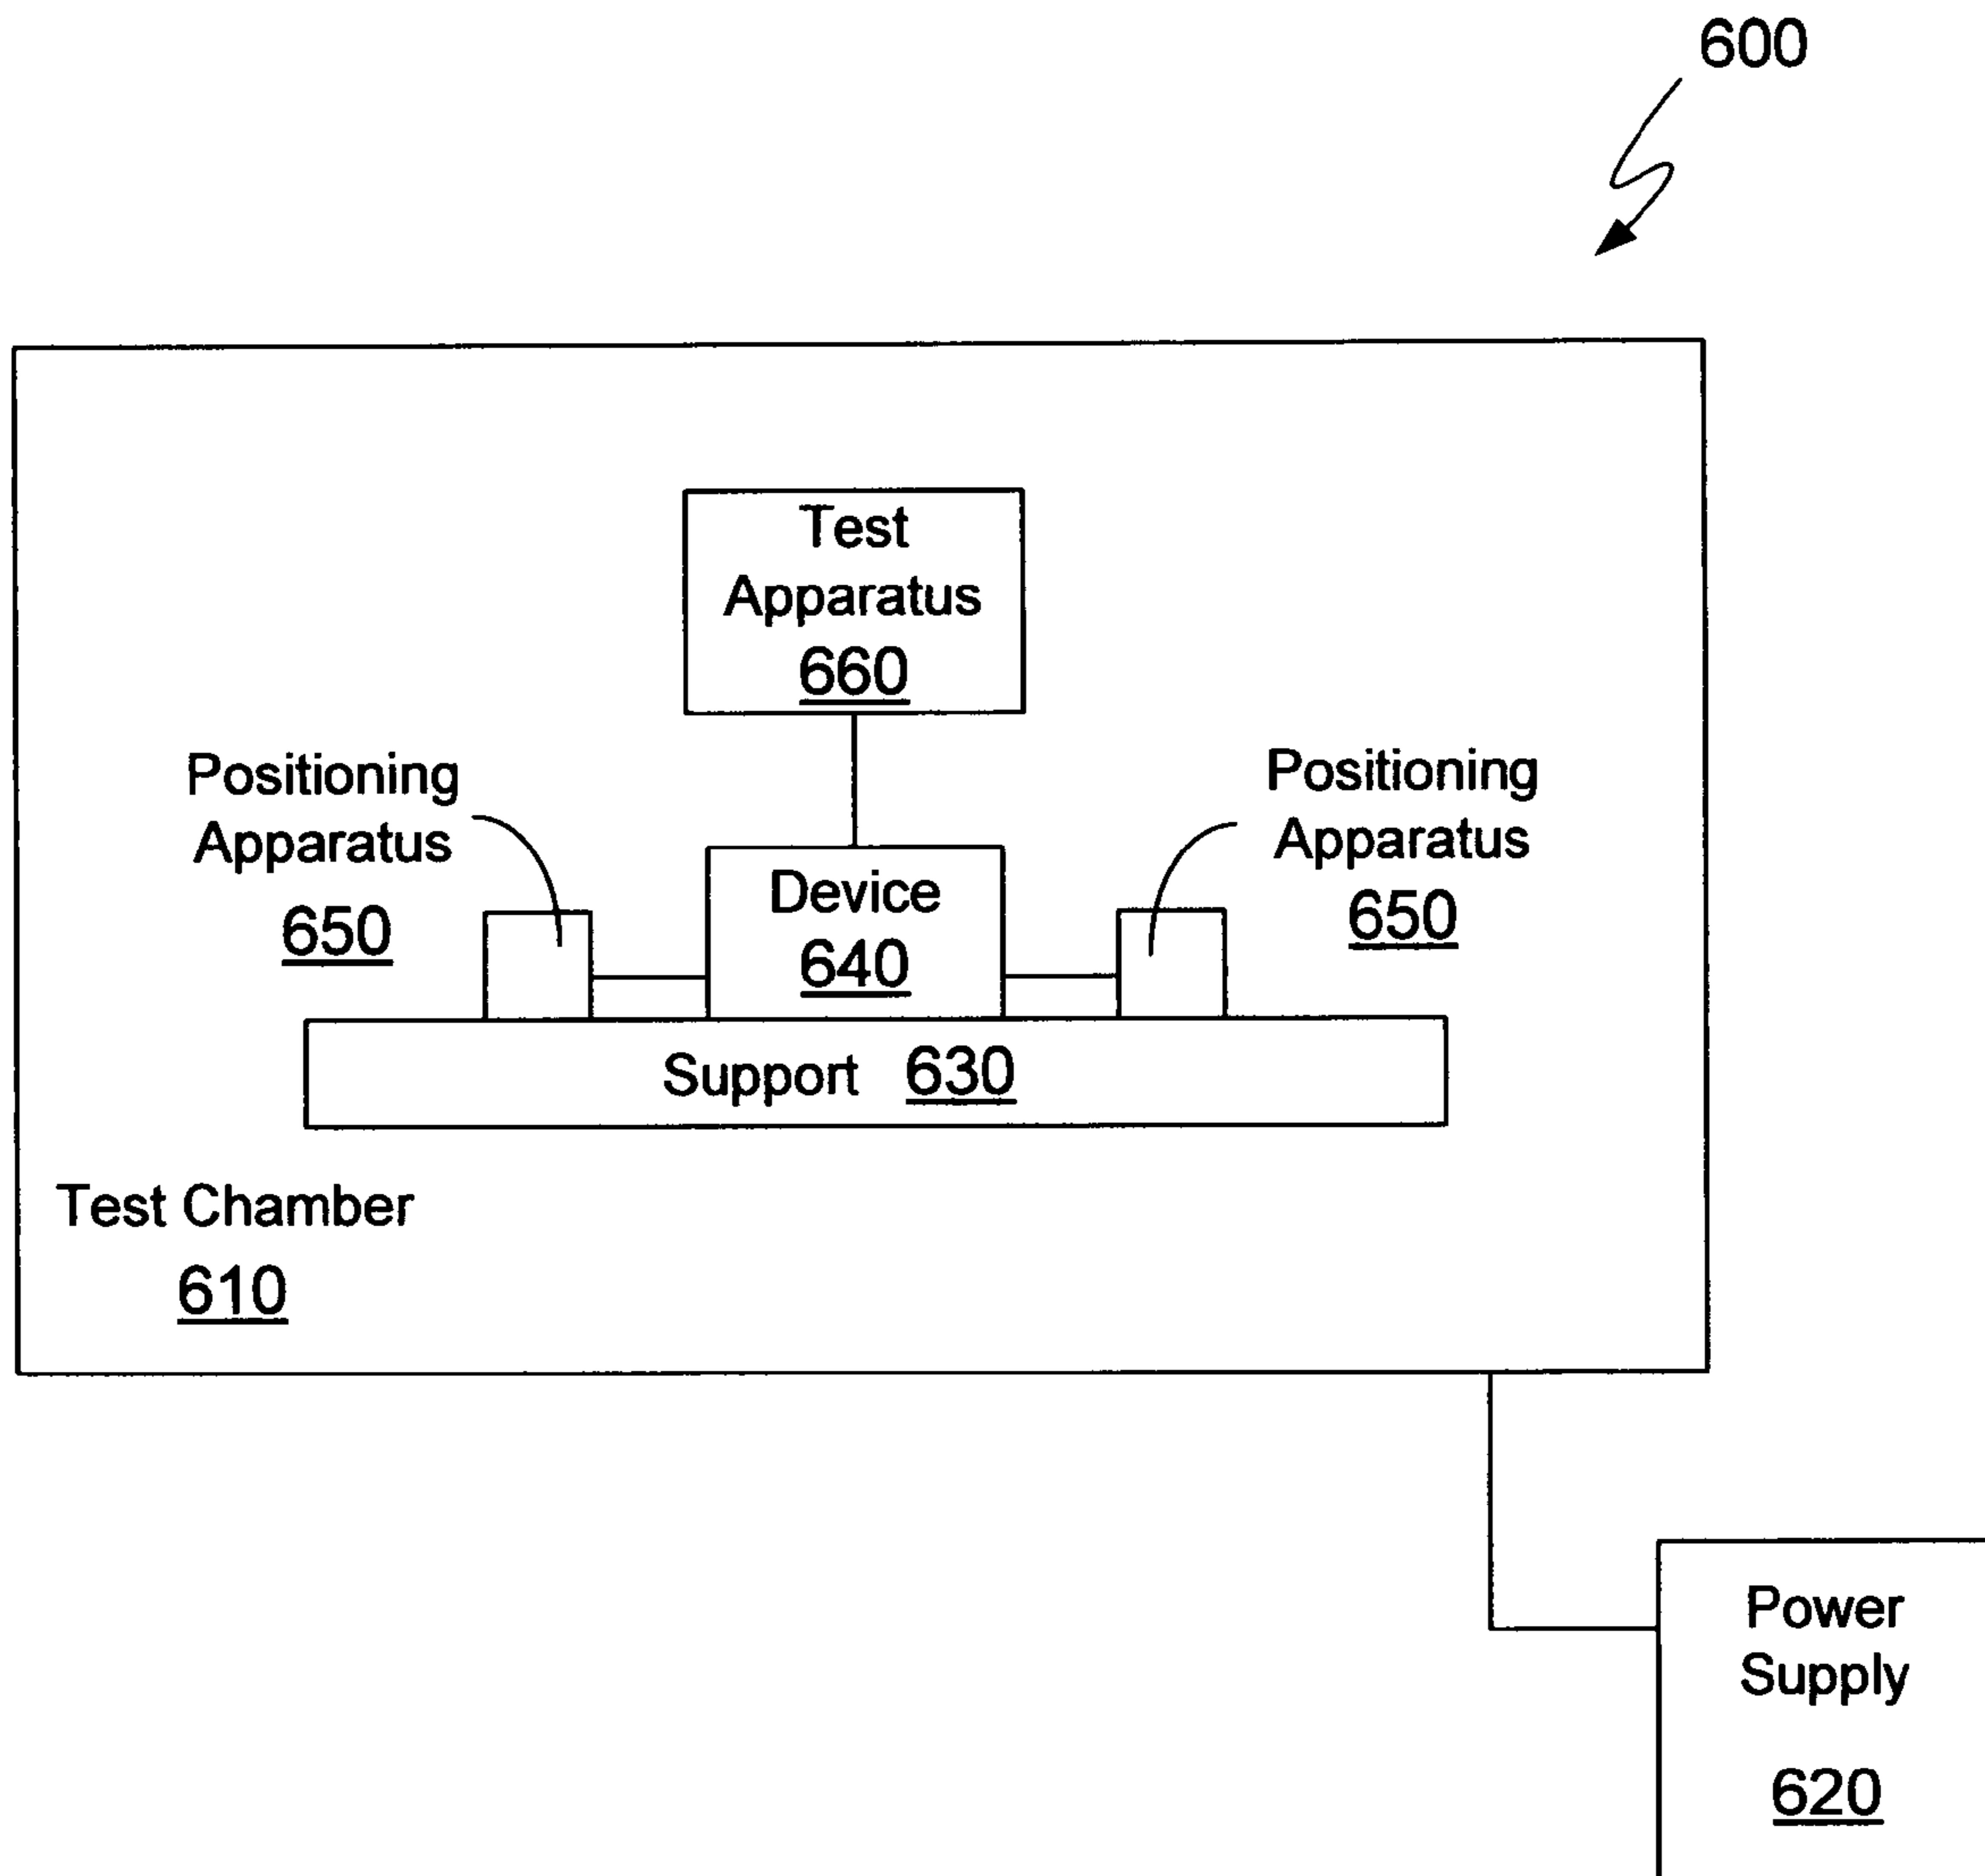 600
Test
Apparatus
660
Positioning
Apparatus
650
Positioning
Apparatus
650
Device
640
Support 630
Test Chamber
610
Power
Supply
620